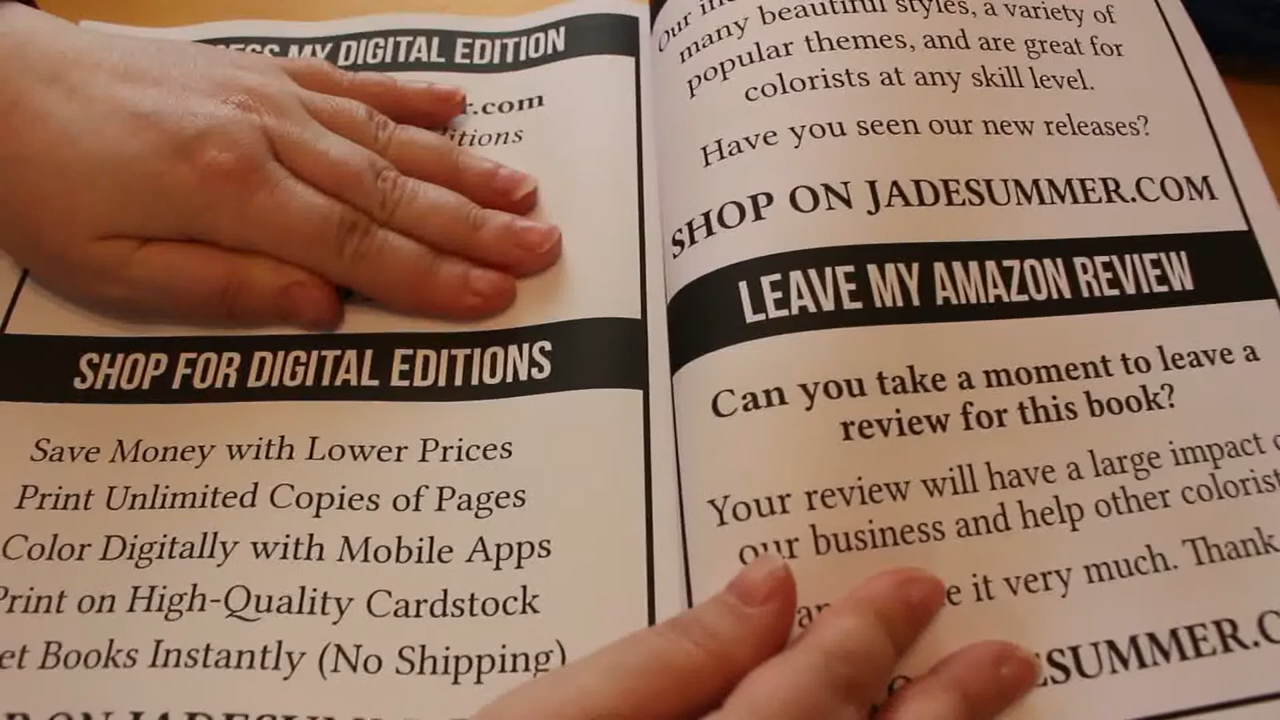 MY DIGITAL EDITION
.com
SHOP FOR DIGITAL EDITIONS
Save Money with Lower Prices
Print Unlimited Copies of Pages
Color Digitally with Mobile Apps
Print on High-Quality Cardstock
et Books Instantly (No Shipping)
ON
Our
many beautiful styles, a variety of
popular themes, and are great for
colorists at any skill level.
Have you seen our new releases?
SHOP ON JADESUMMER.COM
LEAVE MY AMAZON REVIEW
Can you take a moment to leave a
review for this book?
Your review will have a large impact
our business and help other colorist
it very much. Thank
ESUMMER.C